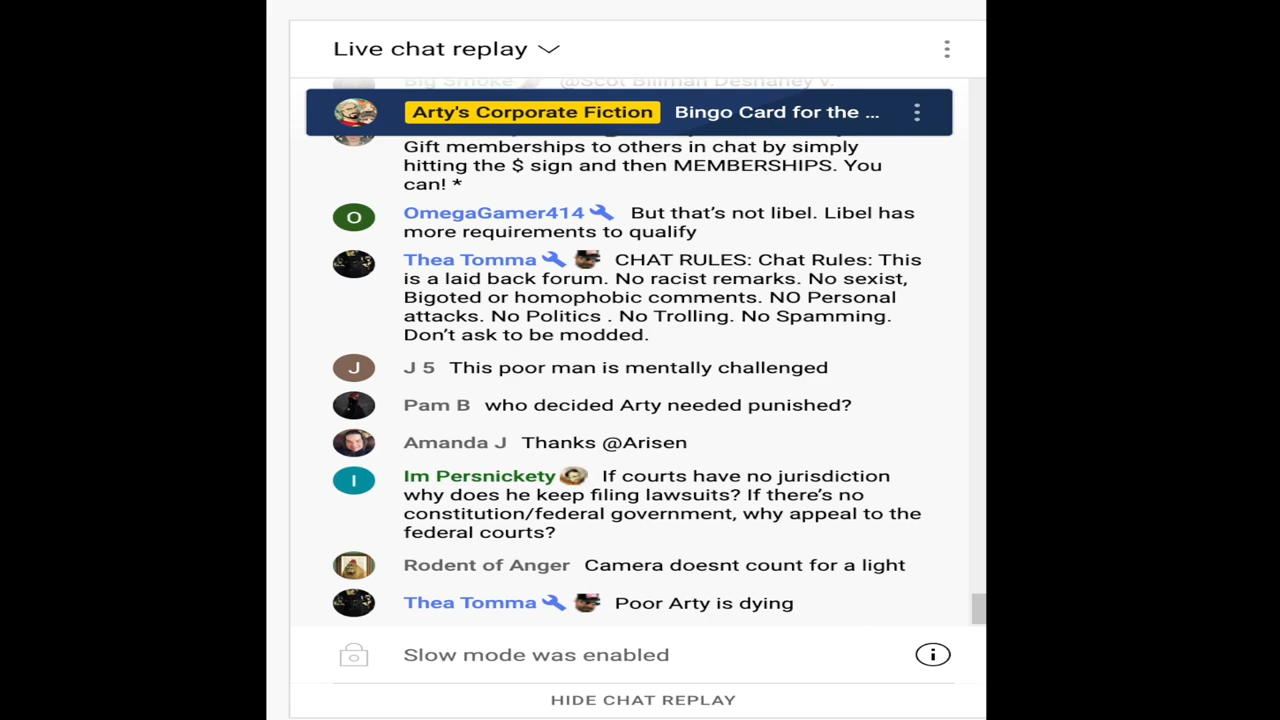 Live chat replay
Big Smoke @Scot Billman Deshaney v.
Arty's Corporate Fiction Bingo Card for the ...
Gift memberships to others in chat by simply
hitting the $ sign and then MEMBERSHIPS. You
can! *
O OmegaGamer414 But that’s not libel. Libel has
more requirements to qualify
Thea Tomma CHAT RULES: Chat Rules: This
is a laid back forum. No racist remarks. No sexist,
Bigoted or homophobic comments. NO Personal
attacks. No Politics . No Trolling. No Spamming.
Don’t ask to be modded.
J J 5 This poor man is mentally challenged
Pam B who decided Arty needed punished?
Amanda J Thanks @Arisen
I Im Persnickety If courts have no jurisdiction
why does he keep filing lawsuits? If there’s no
constitution/federal government, why appeal to the
federal courts?
Rodent of Anger Camera doesnt count for a light
Thea Tomma Poor Arty is dying
Slow mode was enabled
HIDE CHAT REPLAY